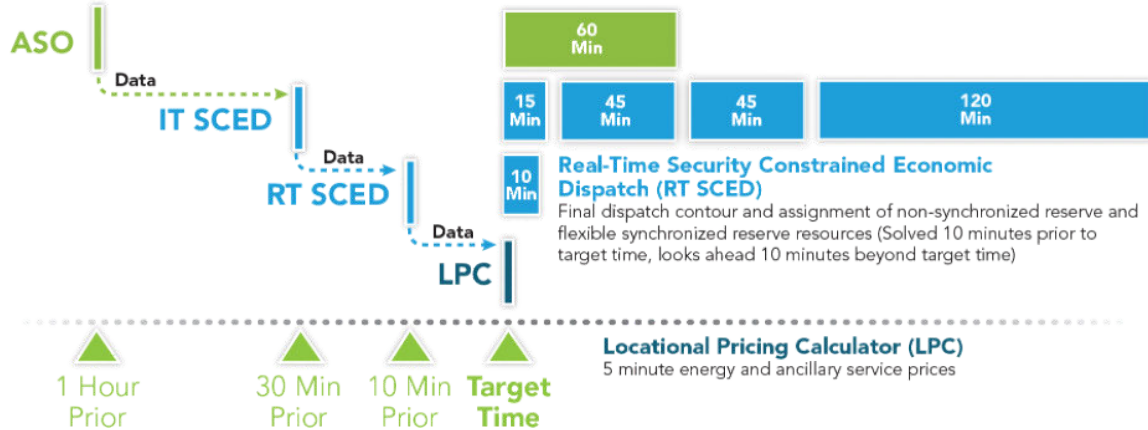 ASO
60
Min
Data
IT SCED
15
Min
45
Min
45
Min
120
Min
Data
RT SCED
10
Min
Real-Time Security Constrained Economic
Dispatch (RT SCED)
Final dispatch contour and assignment of non-synchronized reserve and
flexible synchronized reserve resources (Solved 10 minutes prior to
target time, looks ahead 10 minutes beyond target time)
Data
LPC
1 Hour
Prior
30 Min
Prior
10 Min
Prior
Target
Time
Locational Pricing Calculator (LPC)
5 minute energy and ancillary service prices